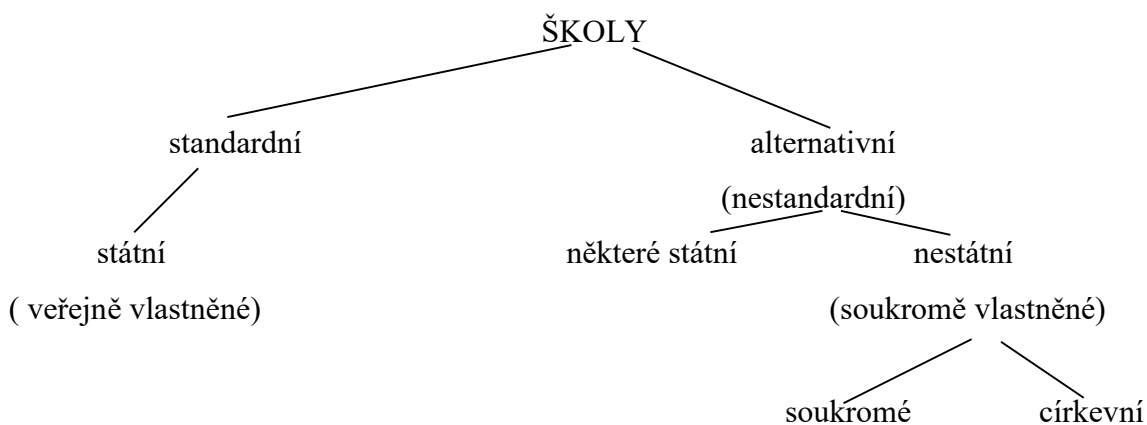 ŠKOLY
standardní alternativní
(nestandardní)
státní některé státní nestátní
( veřejně vlastněné) (soukromě vlastněné)
soukromé církevní